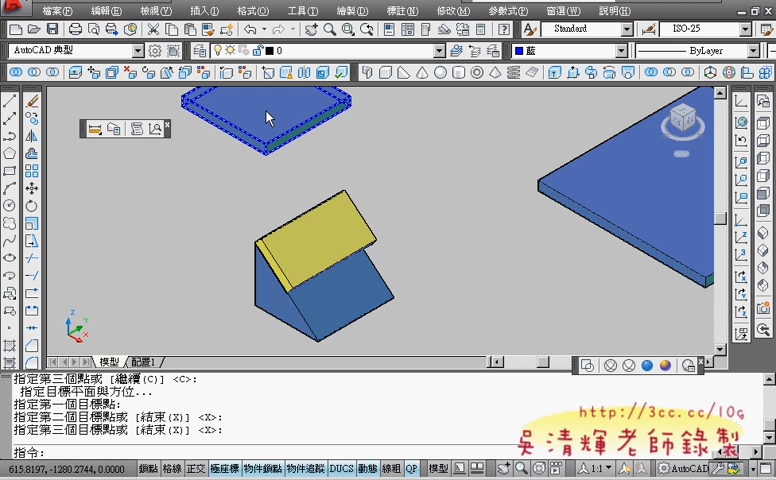 檔案(F) 編輯(E) 檢視(V) 插入(I) 格式(O) 工具(T) 繪製(D) 標註(N) 修改(M) 參數式(P) 視窗(W) 說明(H)
Standard ISO-25
AutoCAD 典型 0 藍 ByLayer
Z
Y
X
模型 配置1
指定第三個點或 [繼續(C)] <C>:
指定目標平面與方位...
指定第一個目標點:
指定第二個目標點或 [結束(X)] <X>:
指定第三個目標點或 [結束(X)] <X>:
指令:
http://3cc.cc/10g
吳清輝老師錄製
615.8197, -1280.2744, 0.0000 鎖點 格線 正交 極座標 物件鎖點 物件追蹤 DUCS 動態 線粗 QP 模型 1:1 AutoCAD